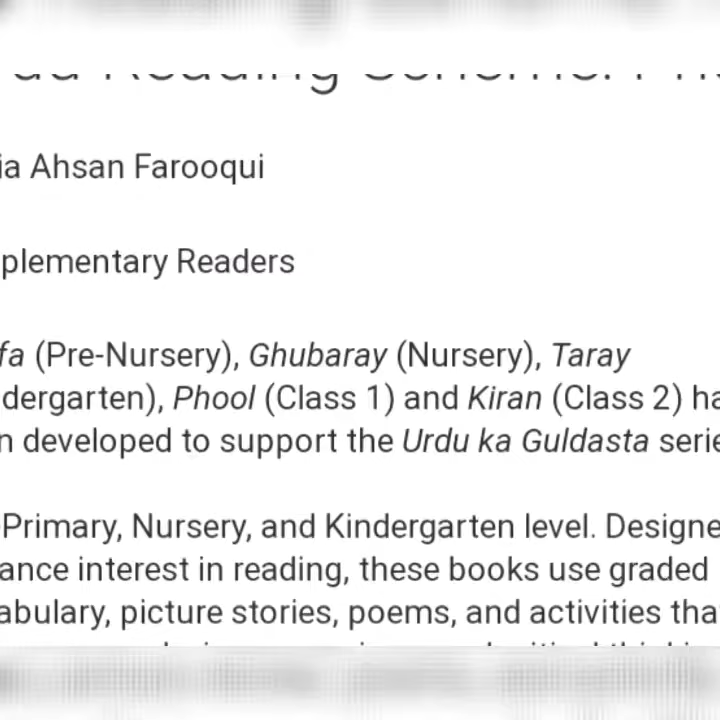 Reading Scheme:
ia Ahsan Farooqui
plementary Readers
fa (Pre-Nursery), Ghubaray (Nursery), Taray
dergarten), Phool (Class 1) and Kiran (Class 2) ha
n developed to support the Urdu ka Guldasta serie
Primary, Nursery, and Kindergarten level. Designe
ance interest in reading, these books use graded
abulary, picture stories, poems, and activities tha